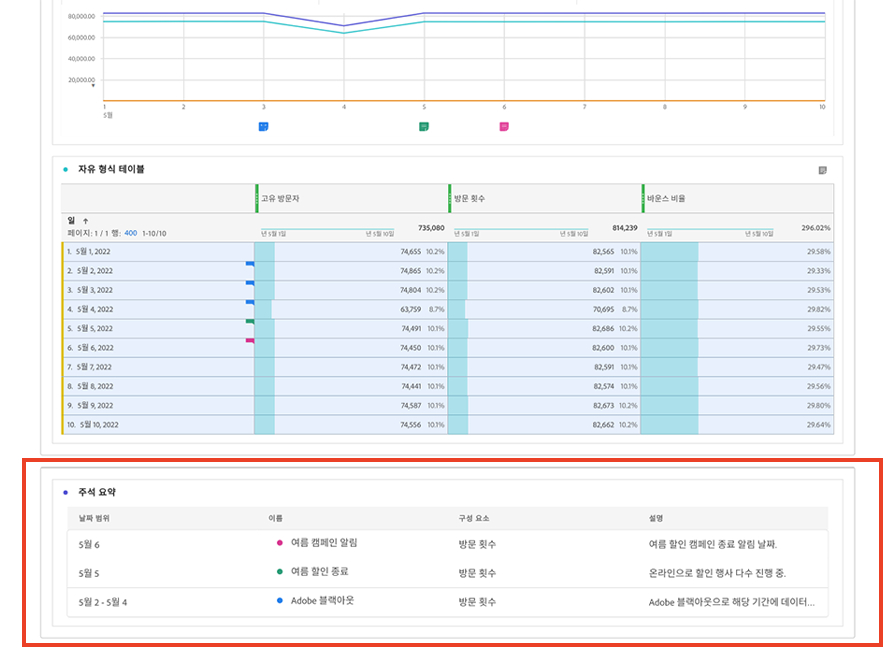 80,000.00
60,000.00
40,000.00
20,000.00
1 2 3 4 5 6 7 8 9 10
5월
자유 형식 테이블
고유 방문자 방문 횟수 바운스 비율
일 ↑
페이지: 1 / 1 행: 400 1-10/10
735,080 814,239 296.02%
년 5월 1일 년 5월 10일 년 5월 1일 년 5월 10일 년 5월 1일 년 5월 10일
1. 5월 1, 2022 74,655 10.2% 82,565 10.1% 29.58%
2. 5월 2, 2022 74,865 10.2% 82,591 10.1% 29.33%
3. 5월 3, 2022 74,804 10.2% 82,602 10.1% 29.53%
4. 5월 4, 2022 63,759 8.7% 70,695 8.7% 29.82%
5. 5월 5, 2022 74,491 10.1% 82,686 10.2% 29.55%
6. 5월 6, 2022 74,450 10.1% 82,600 10.1% 29.73%
7. 5월 7, 2022 74,472 10.1% 82,591 10.1% 29.47%
8. 5월 8, 2022 74,441 10.1% 82,574 10.1% 29.56%
9. 5월 9, 2022 74,587 10.1% 82,673 10.2% 29.80%
10. 5월 10, 2022 74,556 10.1% 82,662 10.2% 29.64%
주석 요약
날짜 범위 이름 구성 요소 설명
5월 6 여름 캠페인 알림 방문 횟수 여름 할인 캠페인 종료 알림 날짜.
5월 5 여름 할인 종료 방문 횟수 온라인으로 할인 행사 다수 진행 중.
5월 2 - 5월 4 Adobe 블랙아웃 방문 횟수 Adobe 블랙아웃으로 해당 기간에 데이터...